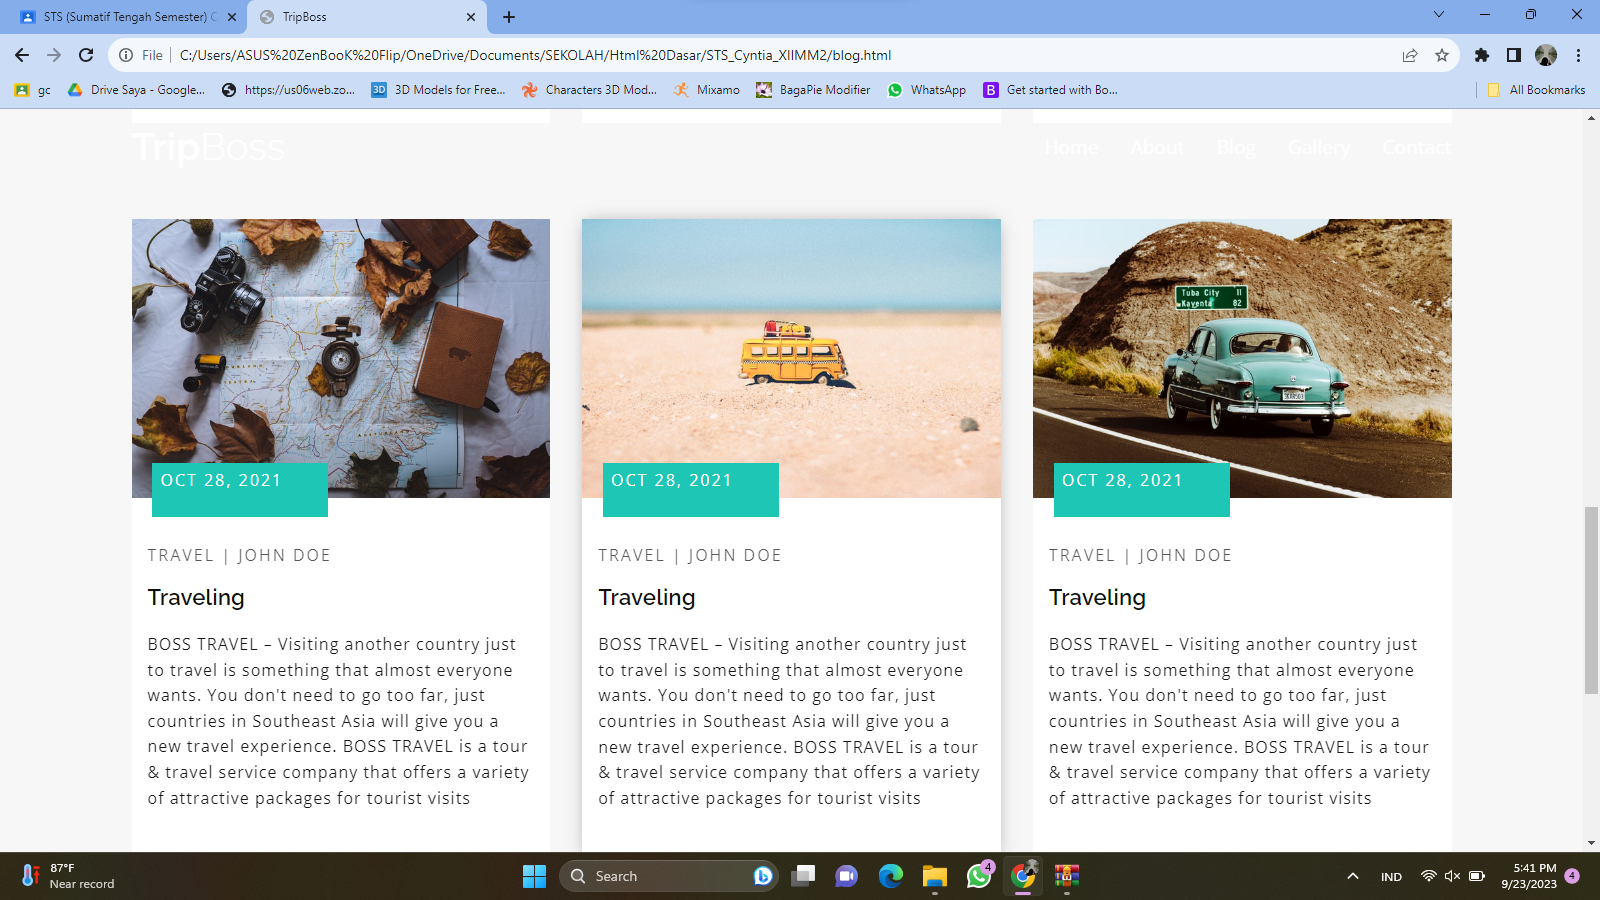 STS (Sumatif Tengah Semester) C
TripBoss
File
C:/Users/ASUS%20ZenBooK%20Flip/OneDrive/Documents/SEKOLAH/Html%20Dasar/STS_Cyntia_XIIMM2/blog.html
gc
Drive Saya - Google...
https://us06web.zo...
3D Models for Free...
Characters 3D Mod...
Mixamo
BagaPie Modifier
WhatsApp
Get started with Bo...
All Bookmarks
TripBoss
Home About Blog Gallery Contact
Tuba City 11
Kayenta 82
OCT 28, 2021
TRAVEL | JOHN DOE
Traveling
BOSS TRAVEL – Visiting another country just
to travel is something that almost everyone
wants. You don't need to go too far, just
countries in Southeast Asia will give you a
new travel experience. BOSS TRAVEL is a tour
& travel service company that offers a variety
of attractive packages for tourist visits
OCT 28, 2021
TRAVEL | JOHN DOE
Traveling
BOSS TRAVEL – Visiting another country just
to travel is something that almost everyone
wants. You don't need to go too far, just
countries in Southeast Asia will give you a
new travel experience. BOSS TRAVEL is a tour
& travel service company that offers a variety
of attractive packages for tourist visits
OCT 28, 2021
TRAVEL | JOHN DOE
Traveling
BOSS TRAVEL – Visiting another country just
to travel is something that almost everyone
wants. You don't need to go too far, just
countries in Southeast Asia will give you a
new travel experience. BOSS TRAVEL is a tour
& travel service company that offers a variety
of attractive packages for tourist visits
87°F
Near record
Search
4
IND
5:41 PM
9/23/2023
4